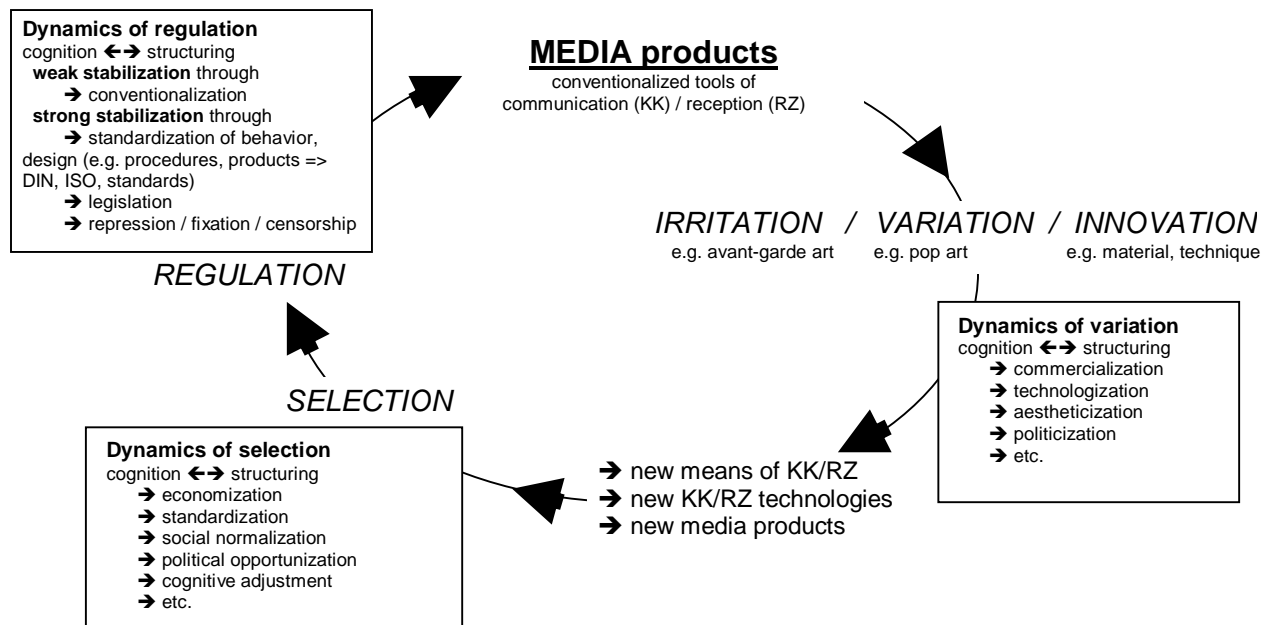 Dynamics of regulation
cognition ←→ structuring
weak stabilization through
→ conventionalization
strong stabilization through
→ standardization of behavior,
design (e.g. procedures, products =>
DIN, ISO, standards)
→ legislation
→ repression / fixation / censorship
MEDIA products
conventionalized tools of
communication (KK) / reception (RZ)
IRRITATION / VARIATION / INNOVATION
e.g. avant-garde art e.g. pop art e.g. material, technique
Dynamics of variation
cognition ←→ structuring
→ commercialization
→ technologization
→ aestheticization
→ politicization
→ etc.
→ new means of KK/RZ
→ new KK/RZ technologies
→ new media products
SELECTION
Dynamics of selection
cognition ←→ structuring
→ economization
→ standardization
→ social normalization
→ political opportunization
→ cognitive adjustment
→ etc.
REGULATION